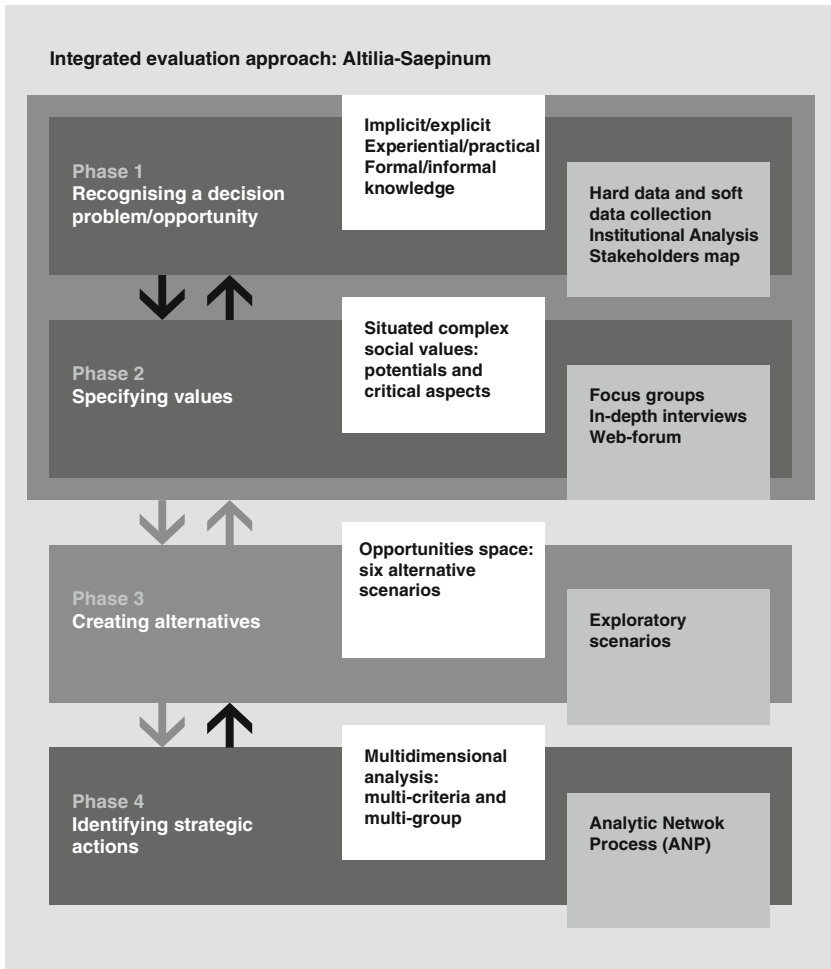 Integrated evaluation approach: Altilia-Saepinum
Phase 1
Recognising a decision
problem/opportunity
Implicit/explicit
Experiential/practical
Formal/informal
knowledge
Hard data and soft
data collection
Institutional Analysis
Stakeholders map
Phase 2
Specifying values
Situated complex
social values:
potentials and
critical aspects
Focus groups
In-depth interviews
Web-forum
Phase 3
Creating alternatives
Opportunities space:
six alternative
scenarios
Exploratory
scenarios
Phase 4
Identifying strategic
actions
Multidimensional
analysis:
multi-criteria and
multi-group
Analytic Netwok
Process (ANP)